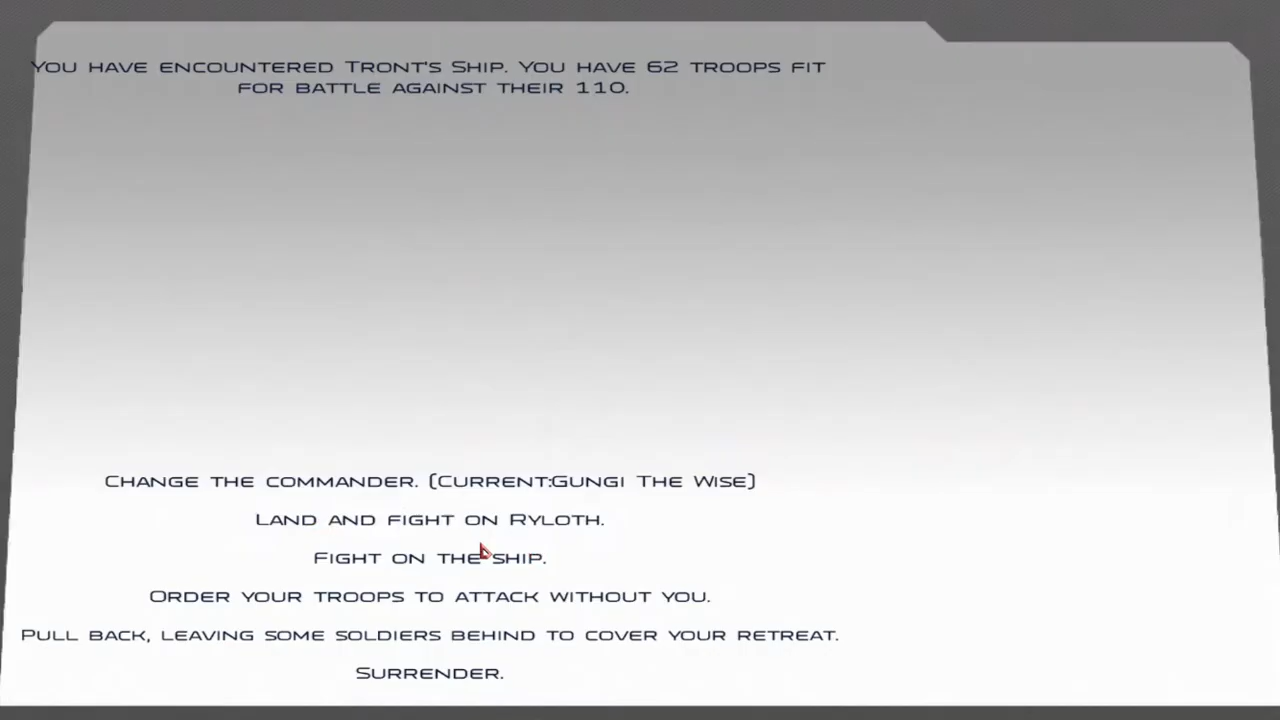 You have encountered Tront's Ship. You have 62 troops fit
for battle against their 110.
Change the commander. (Current:Gungi The Wise)
Land and fight on Ryloth.
Fight on the ship.
Order your troops to attack without you.
Pull back, leaving some soldiers behind to cover your retreat.
Surrender.